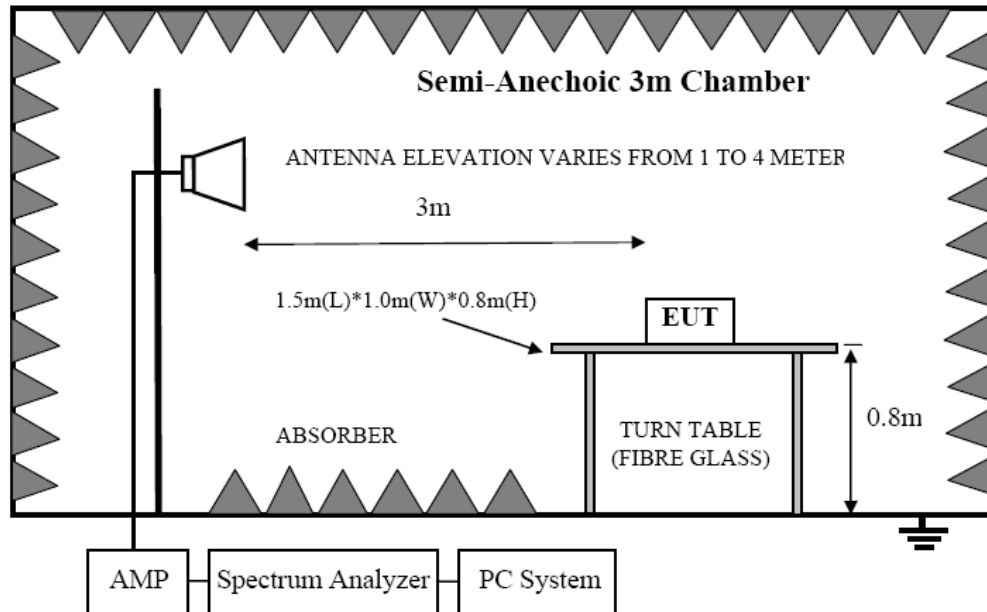 Semi-Anechoic 3m Chamber
ANTENNA ELEVATION VARIES FROM 1 TO 4 METER
3m
1.5m(L)*1.0m(W)*0.8m(H)
EUT
0.8m
ABSORBER
TURN TABLE
(FIBRE GLASS)
AMP
Spectrum Analyzer
PC System